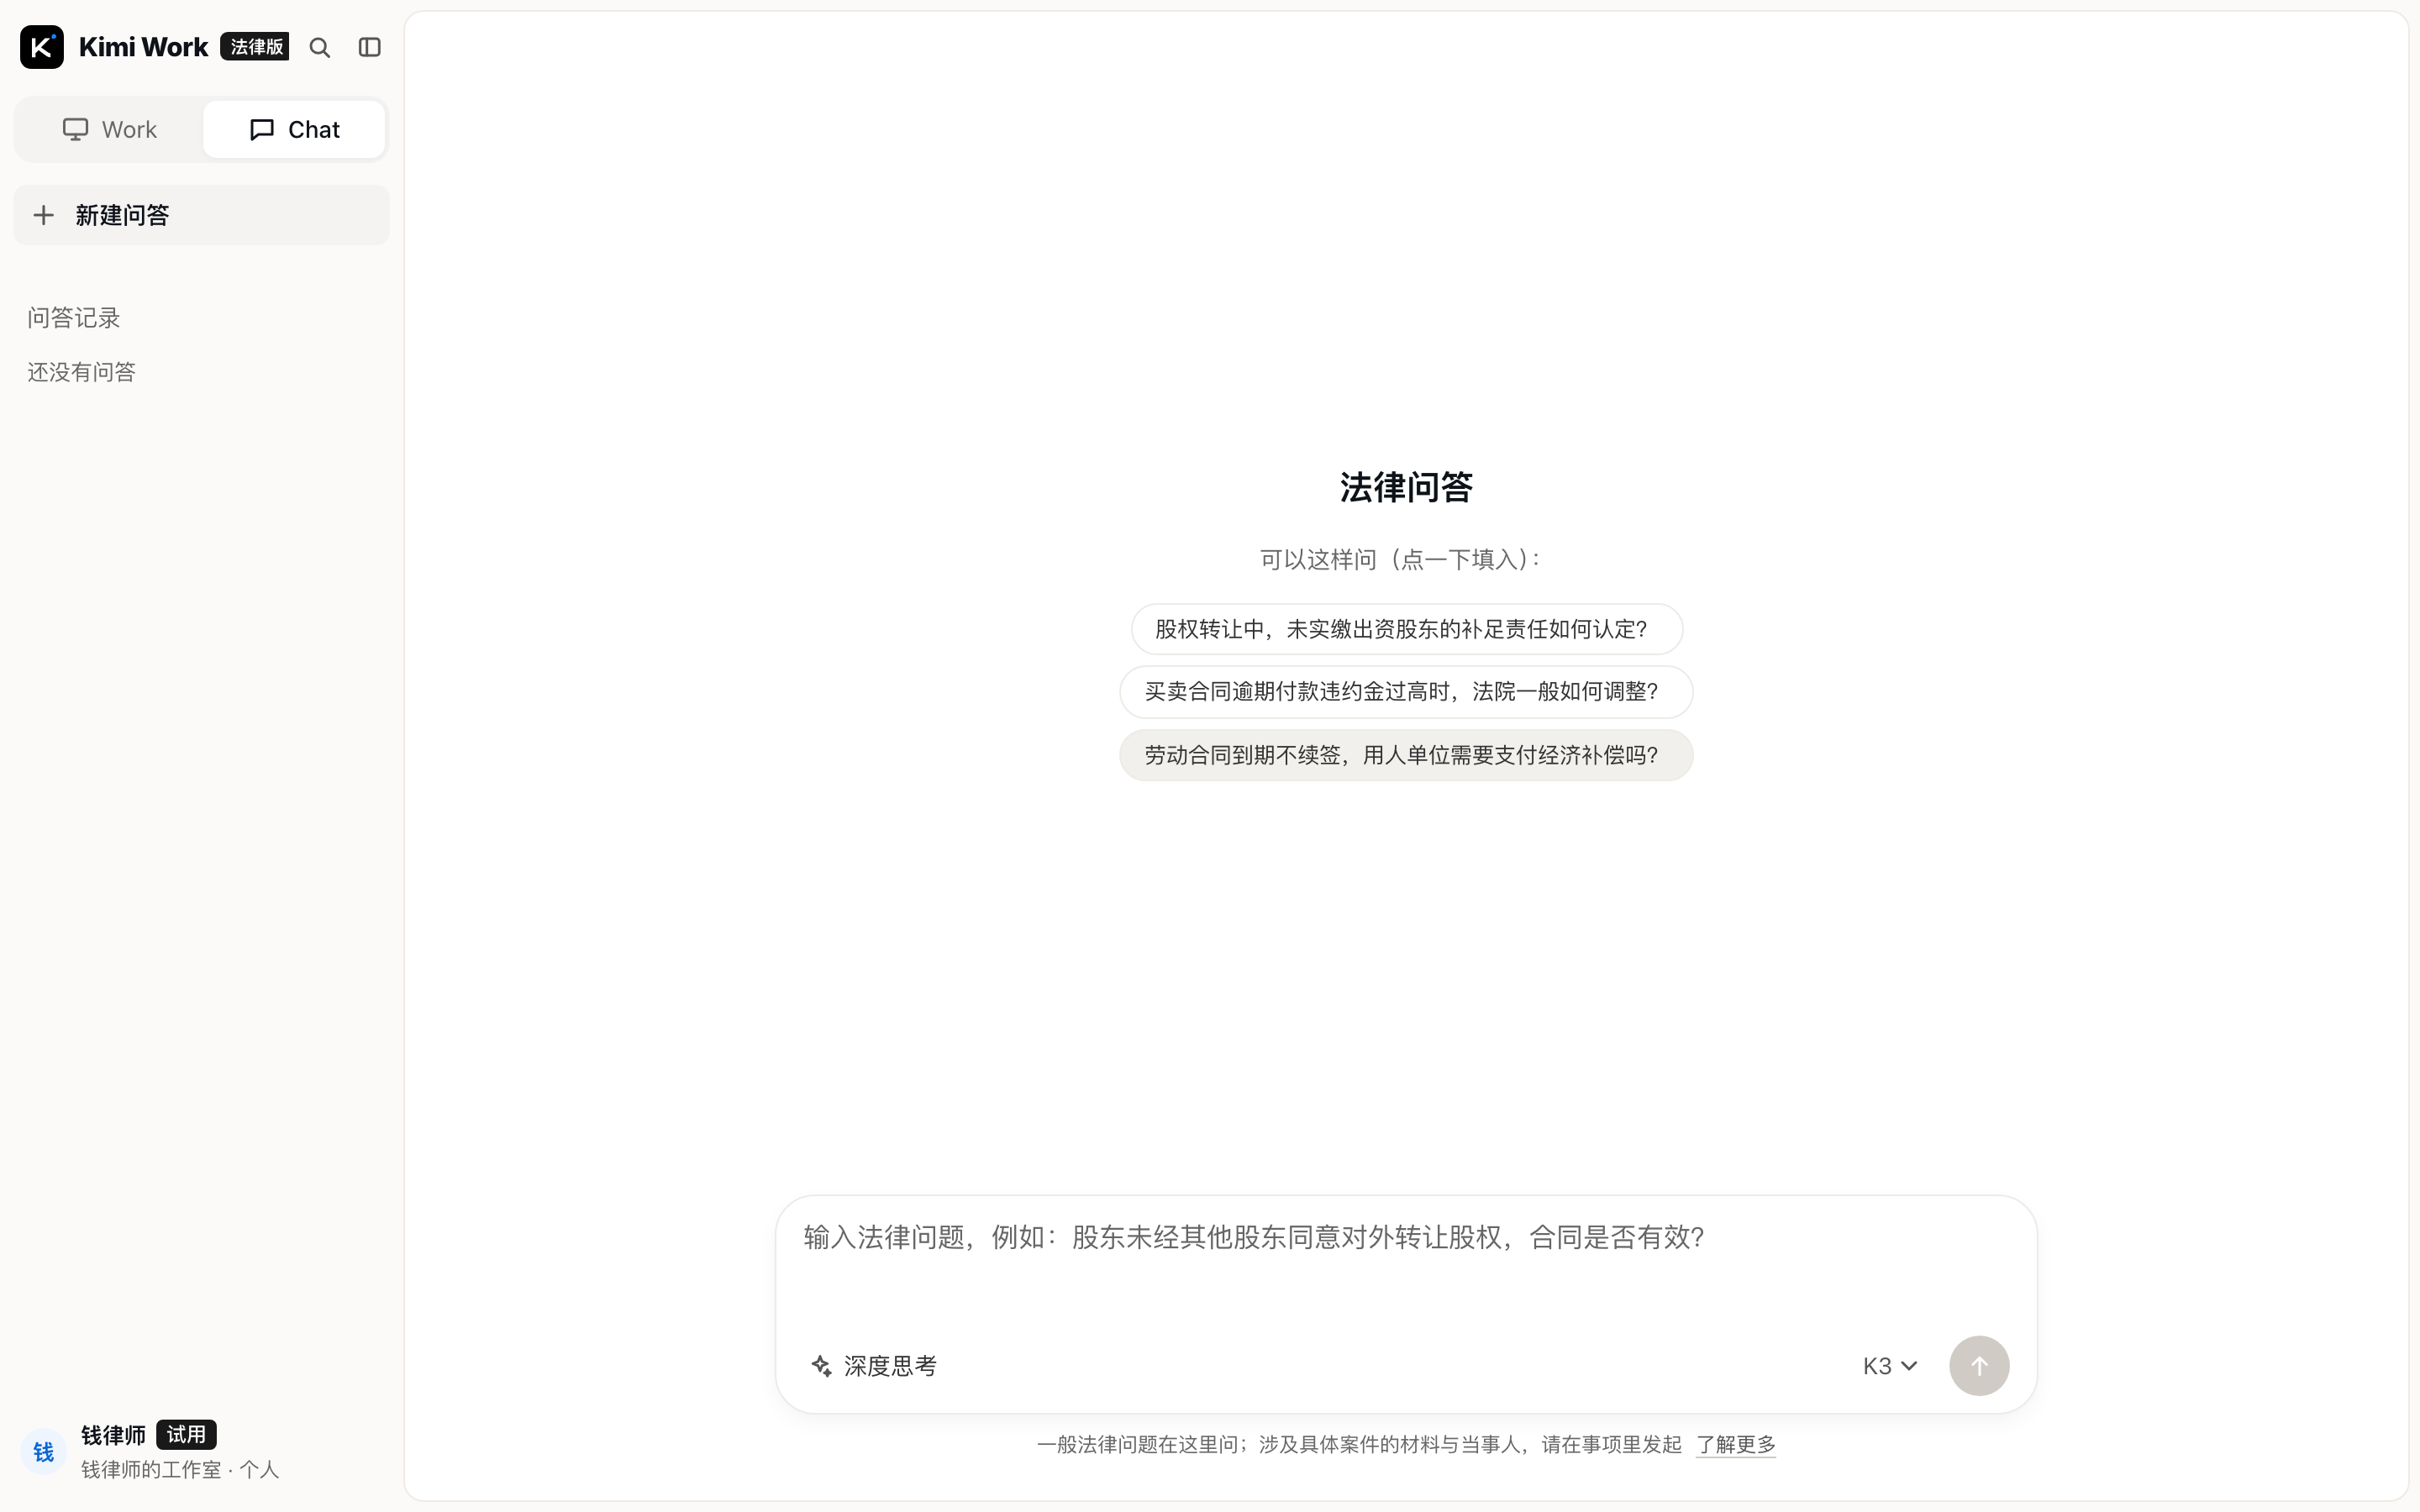 Kimi Work 法律版
Work
Chat
新建问答
问答记录
还没有问答
法律问答
可以这样问（点一下填入）：
股权转让中，未实缴出资股东的补足责任如何认定？
买卖合同逾期付款违约金过高时，法院一般如何调整？
劳动合同到期不续签，用人单位需要支付经济补偿吗？
输入法律问题，例如：股东未经其他股东同意对外转让股权，合同是否有效？
深度思考
K3
一般法律问题在这里问；涉及具体案件的材料与当事人，请在事项里发起 了解更多
钱
钱律师 试用
钱律师的工作室 · 个人